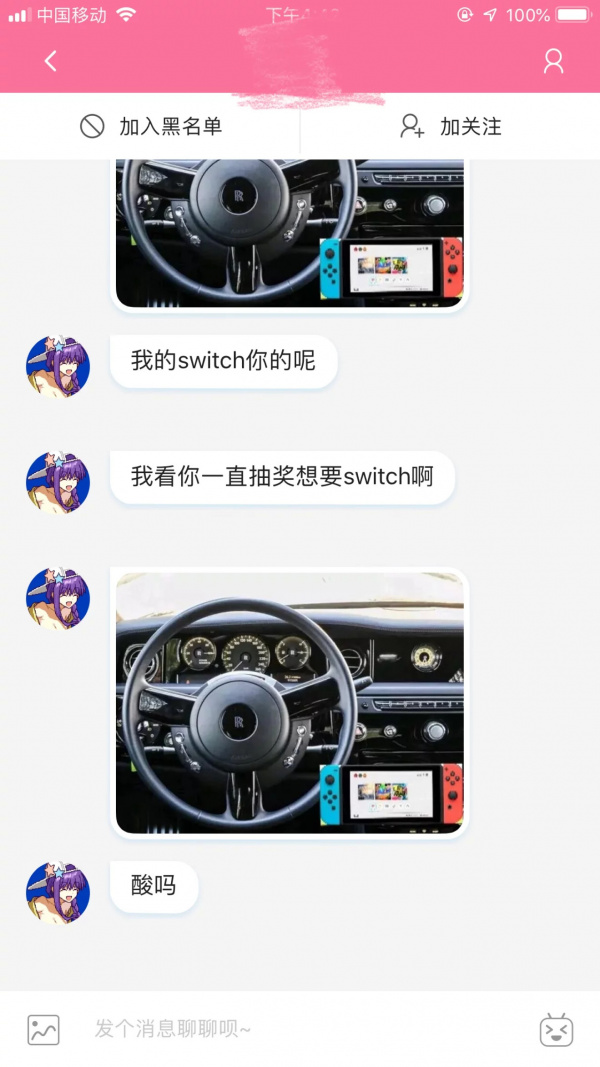 中国移动
下午
100%
加入黑名单
加关注
我的switch你的呢
我看你一直抽奖想要switch啊
酸吗
发个消息聊聊呗~